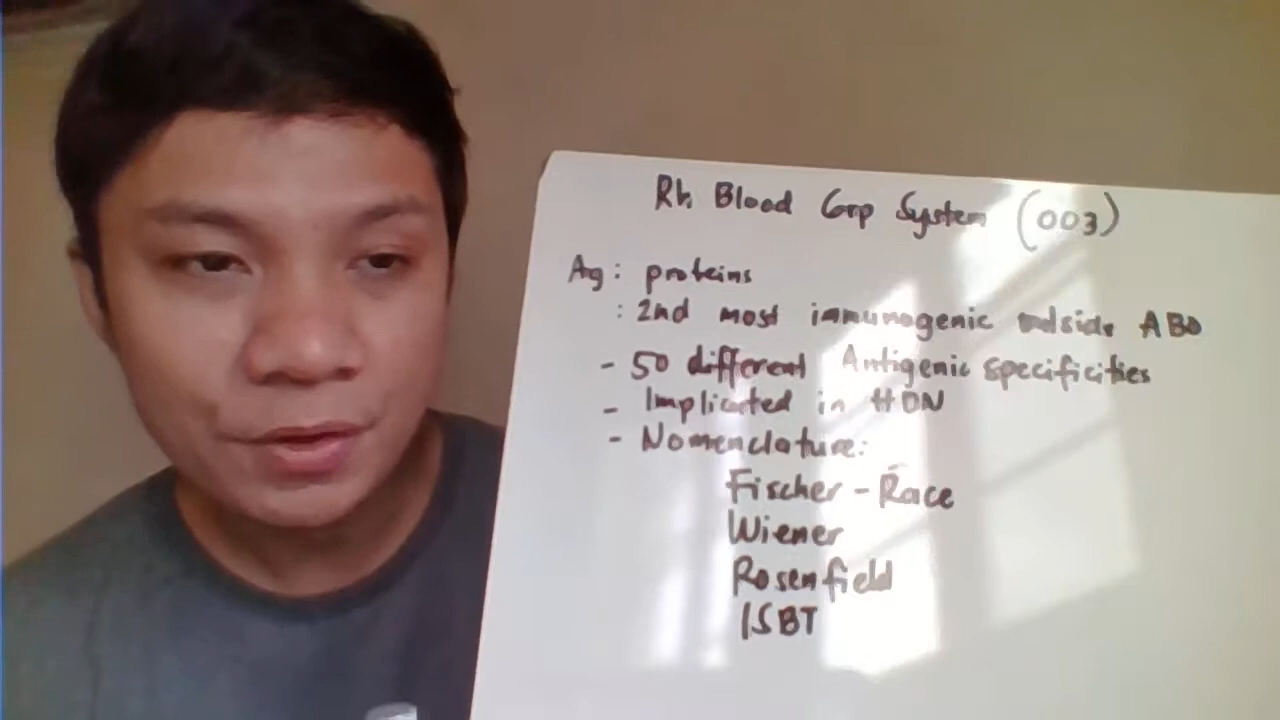 Rh Blood Grp System (003)
Ag: proteins
: 2nd most immunogenic outside ABO
- 50 different Antigenic specificities
- Implicated in HDN
- Nomenclature:
Fischer - Race
Wiener
Rosenfield
ISBT